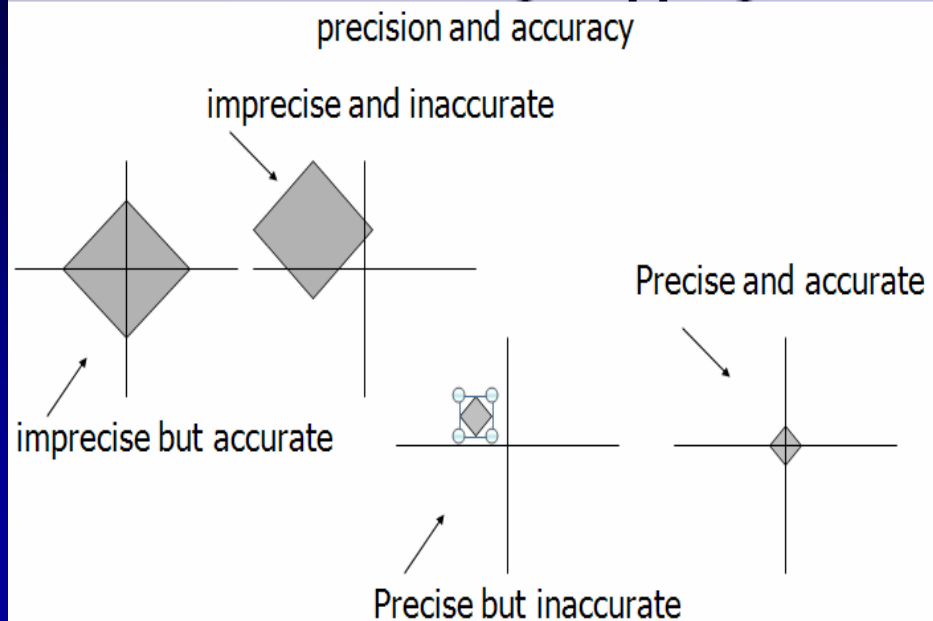 precision and accuracy
imprecise and inaccurate
Precise and accurate
imprecise but accurate
Precise but inaccurate